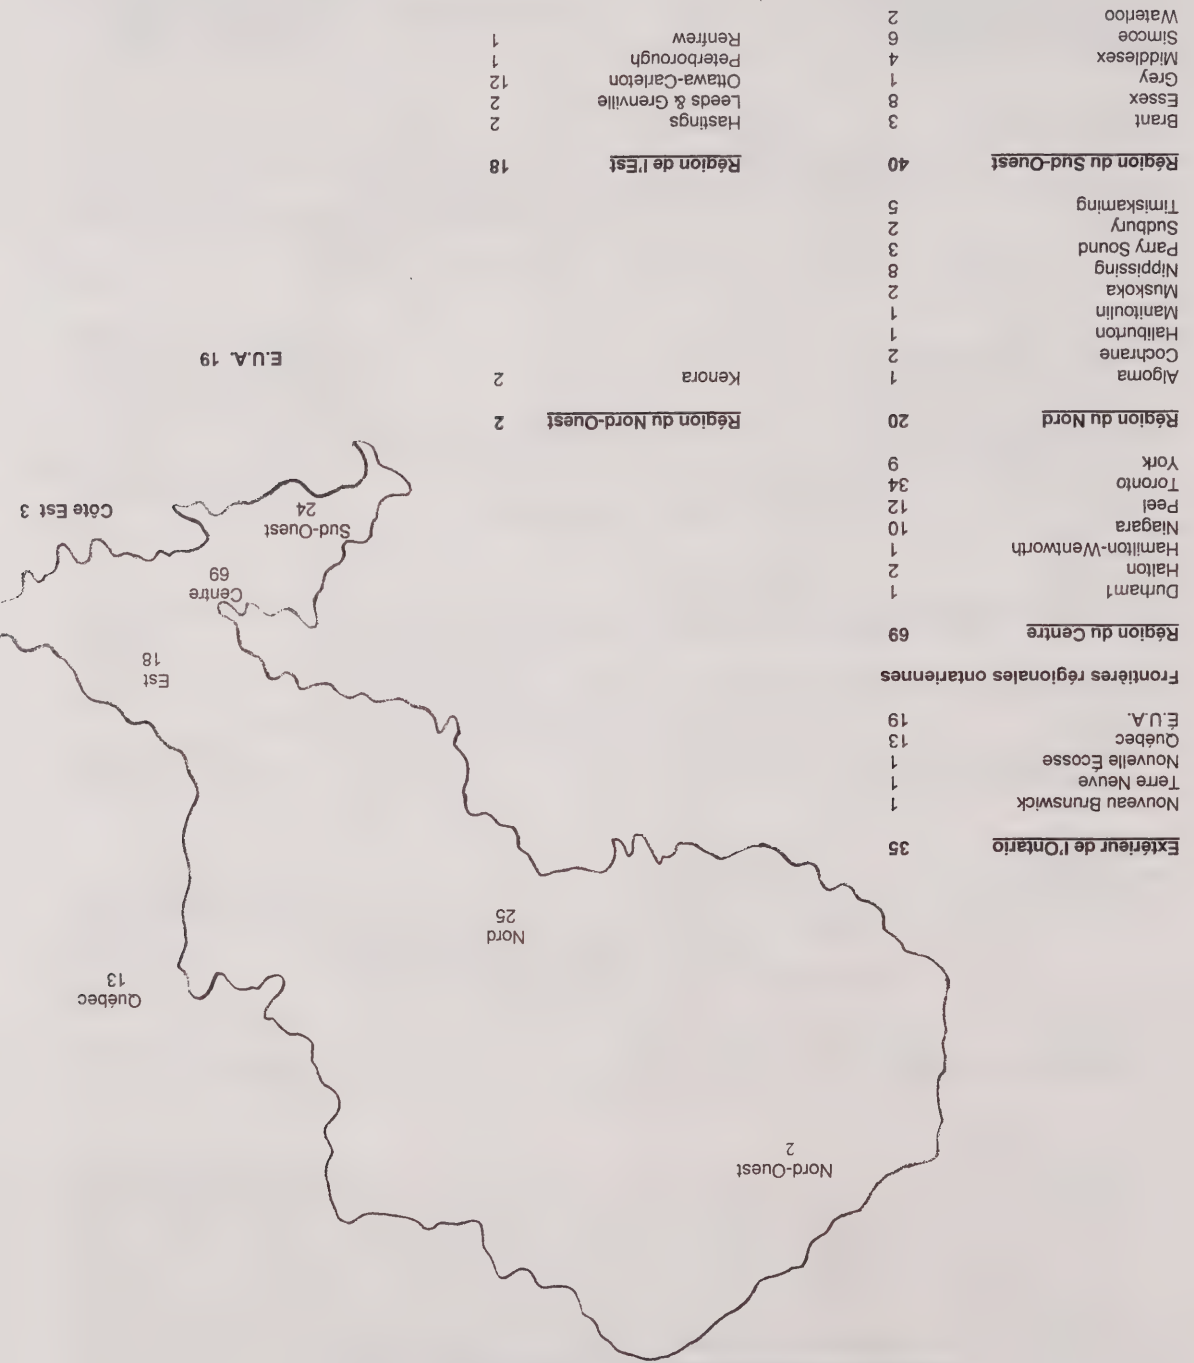 Nord-Ouest
2
Québec
13
Nord
25
Est
18
Centre
69
Sud-Ouest
24
Côte Est 3
E.U.A. 19
Extérieur de l'Ontario 35
Nouveau Brunswick 1
Terre Neuve 1
Nouvelle Écosse 1
Québec 13
É.U.A. 19
Frontières régionales ontariennes
Région du Centre 69
Durham1 1
Halton 2
Hamilton-Wentworth 1
Niagara 10
Peel 12
Toronto 34
York 9
Région du Nord 20
Algoma 1
Cochrane 2
Haliburton 1
Manitoulin 1
Muskoka 2
Nippissing 8
Parry Sound 3
Sudbury 2
Timiskaming 5
Région du Sud-Ouest 40
Brant 3
Essex 8
Grey 1
Middlesex 4
Simcoe 6
Waterloo 2
Région du Nord-Ouest 2
Kenora 2
Région de l'Est 18
Hastings 2
Leeds & Grenville 2
Ottawa-Carleton 12
Peterborough 1
Renfrew 1